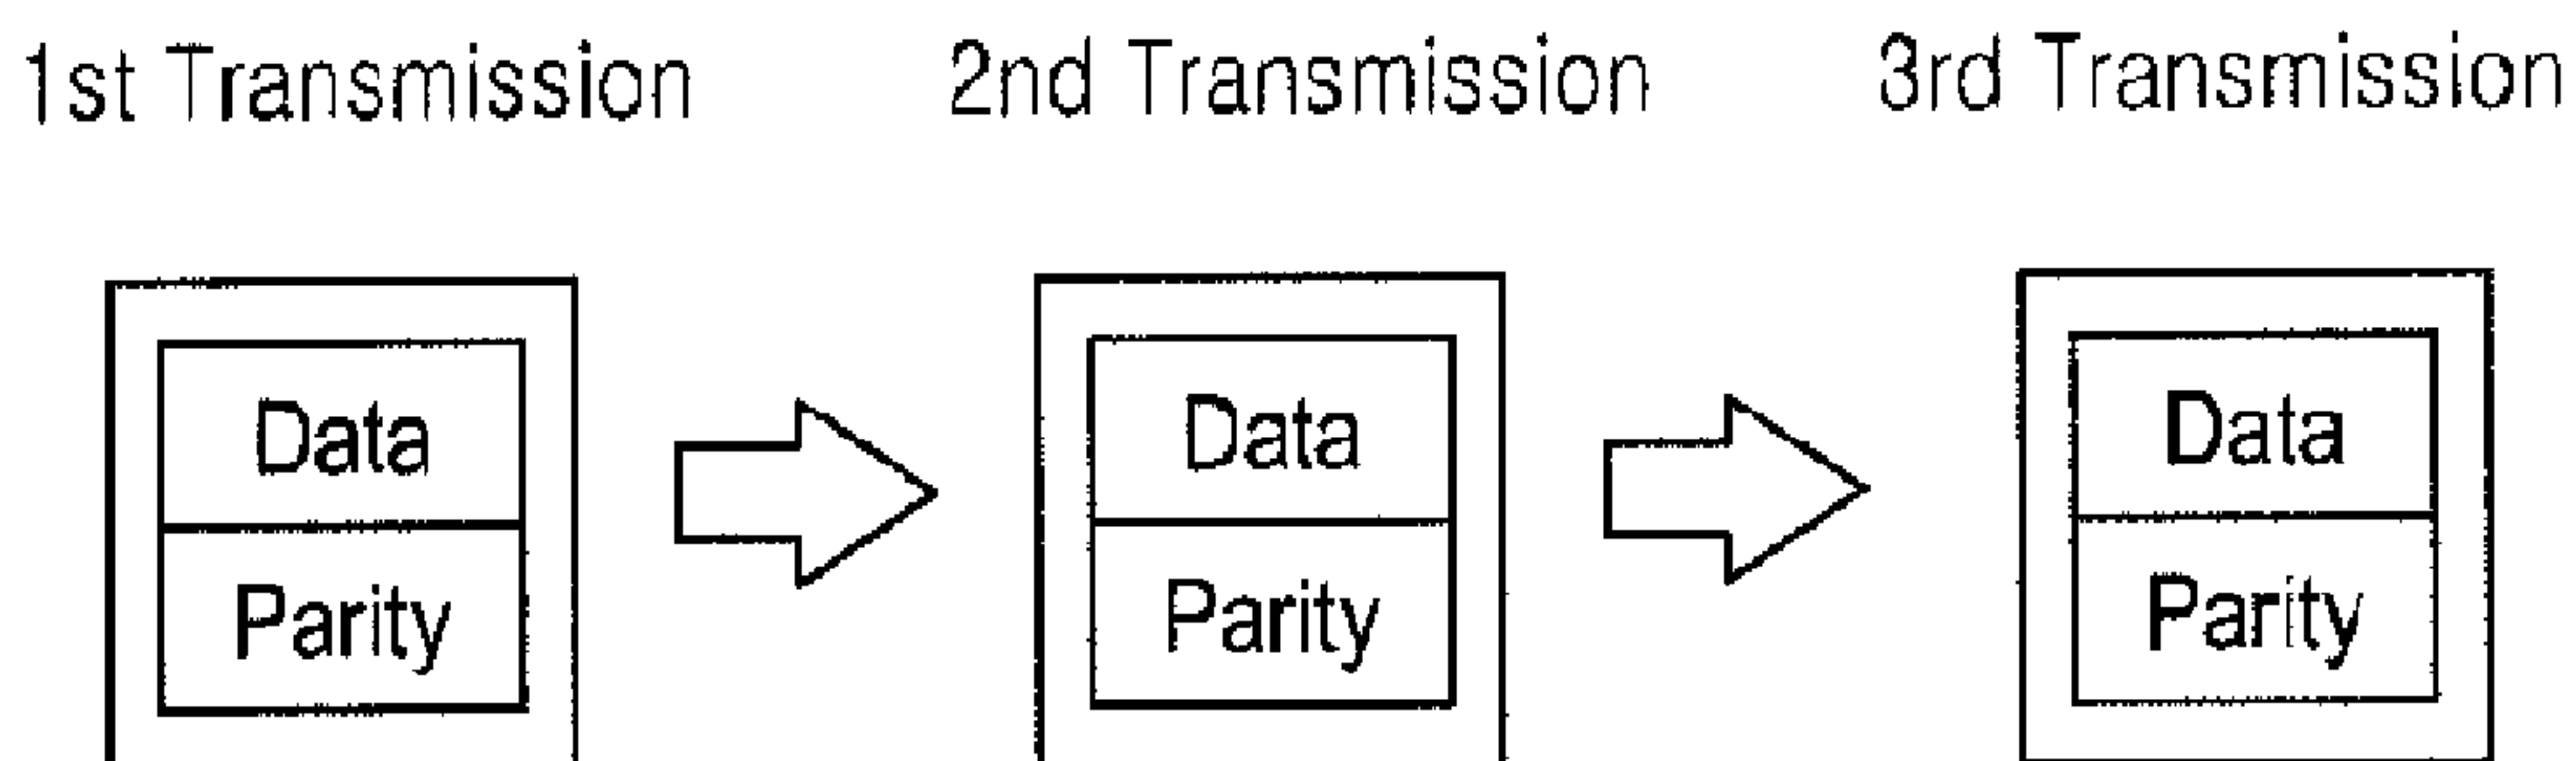 1st Transmission 2nd Transmission 3rd Transmission
Data Data Data
Parity Parity Parity